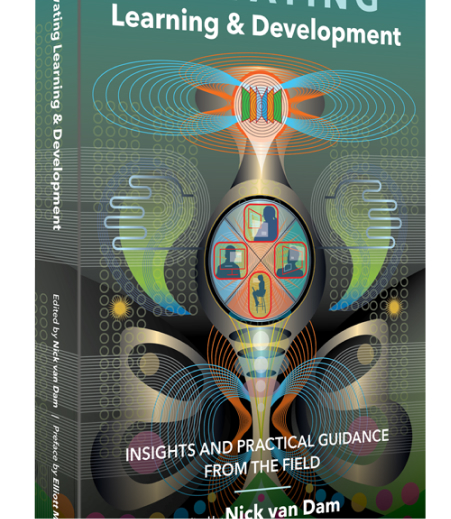 Learning & Development
INSIGHTS AND PRACTICAL GUIDANCE
FROM THE FIELD
Nick van Dam
Learning & Development
Edited by Nick van Dam | Preface by Elliott